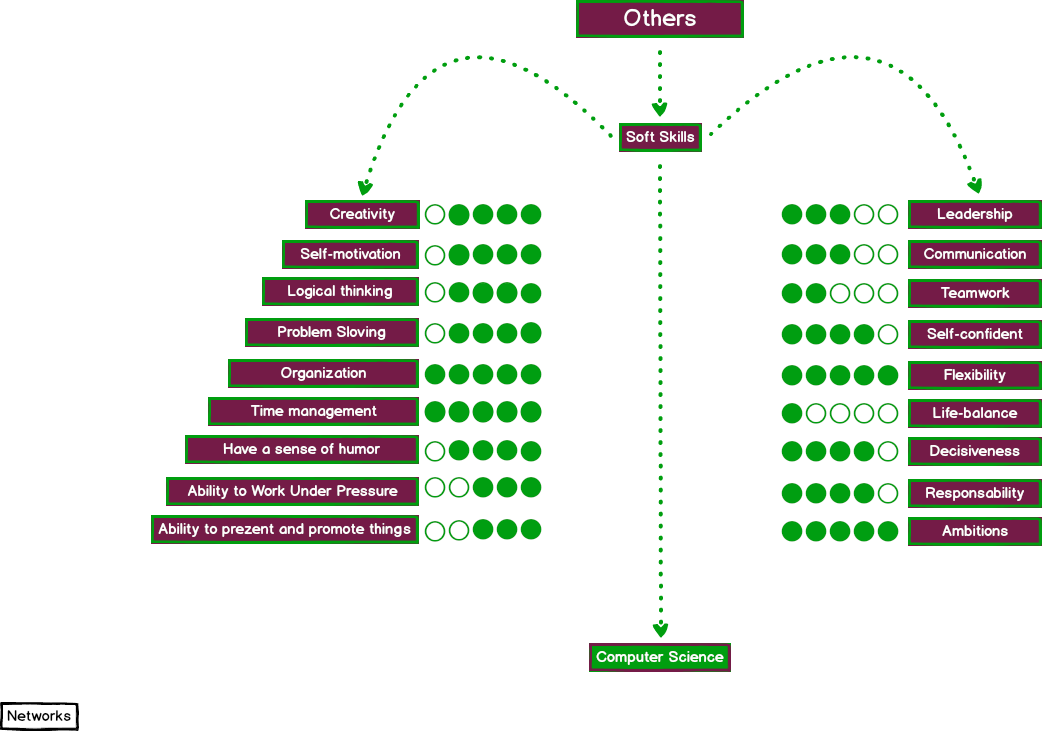 Others
Soft Skills
Creativity
Leadership
Self-motivation
Communication
Logical thinking
Teamwork
Problem Sloving
Self-confident
Organization
Flexibility
Time management
Life-balance
Have a sense of humor
Decisiveness
Ability to Work Under Pressure
Responsability
Ability to prezent and promote things
Ambitions
Computer Science
Networks